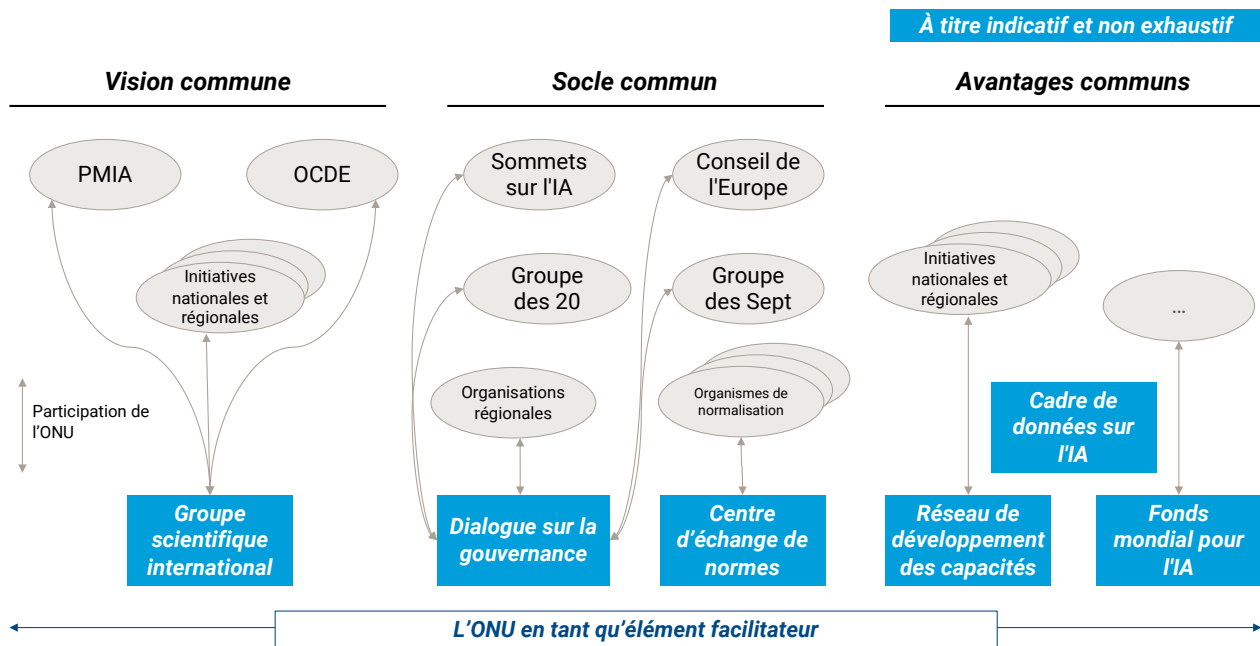 À titre indicatif et non exhaustif
Vision commune
Socle commun
Avantages communs
PMIA
OCDE
Initiatives
nationales et
régionales
Participation de
l'ONU
Groupe
scientifique
international
Sommets
sur l'IA
Conseil de
l'Europe
Groupe
des 20
Groupe
des Sept
Organisations
régionales
Organismes de
normalisation
Dialogue sur la
gouvernance
Centre
d'échange de
normes
Initiatives
nationales et
régionales
...
Cadre de
données sur
l'IA
Réseau de
développement
des capacités
Fonds
mondial pour
l'IA
L'ONU en tant qu'élément facilitateur